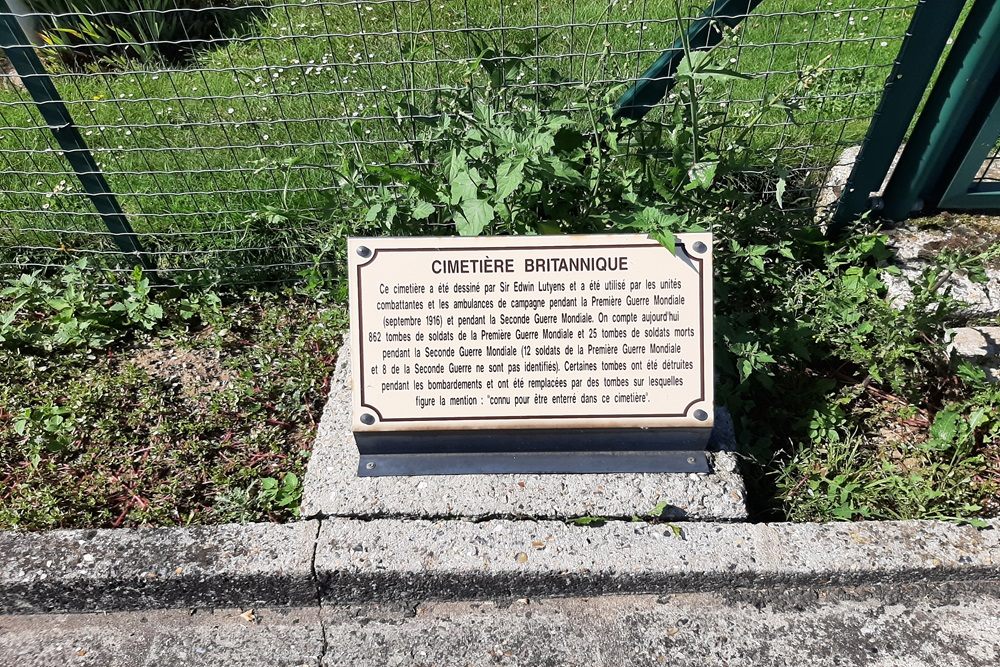 CIMETIÈRE BRITANNIQUE
Ce cimetière a été dessiné par Sir Edwin Lutyens et a été utilisé par les unités
combattantes et les ambulances de campagne pendant la Première Guerre Mondiale
(septembre 1916) et pendant la Seconde Guerre Mondiale. On compte aujourd'hui
862 tombes de soldats de la Première Guerre Mondiale et 25 tombes de soldats morts
pendant la Seconde Guerre Mondiale (12 soldats de la Première Guerre Mondiale
et 8 de la Seconde Guerre ne sont pas identifiés). Certaines tombes ont été détruites
pendant les bombardements et ont été remplacées par des tombes sur lesquelles
figure la mention : "connu pour être enterré dans ce cimetière".